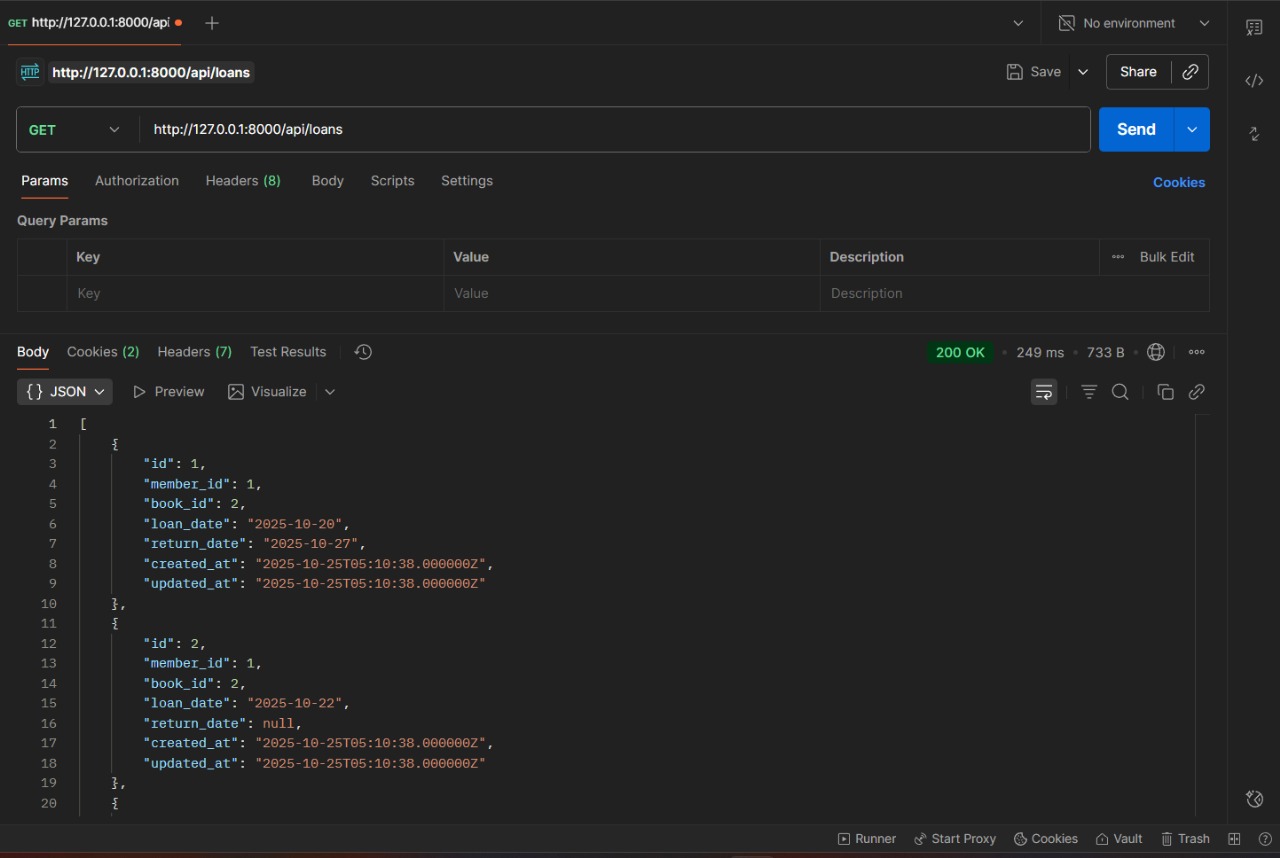 GET http://127.0.0.1:8000/api
No environment
HTTP http://127.0.0.1:8000/api/loans
Save
Share
GET http://127.0.0.1:8000/api/loans
Send
Params Authorization Headers (8) Body Scripts Settings
Cookies
Query Params
Key Value Description Bulk Edit
Key Value Description
Body Cookies (2) Headers (7) Test Results
200 OK • 249 ms • 733 B
{} JSON Preview Visualize
1 [
2 {
3 "id": 1,
4 "member_id": 1,
5 "book_id": 2,
6 "loan_date": "2025-10-20",
7 "return_date": "2025-10-27",
8 "created_at": "2025-10-25T05:10:38.000000Z",
9 "updated_at": "2025-10-25T05:10:38.000000Z"
10 },
11 {
12 "id": 2,
13 "member_id": 1,
14 "book_id": 2,
15 "loan_date": "2025-10-22",
16 "return_date": null,
17 "created_at": "2025-10-25T05:10:38.000000Z",
18 "updated_at": "2025-10-25T05:10:38.000000Z"
19 },
20 {
Runner Start Proxy Cookies Vault Trash